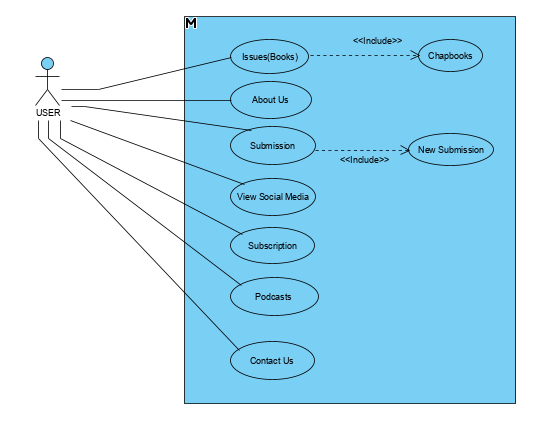 M
<<Include>>
Issues(Books)
Chapbooks
About Us
USER
Submission
New Submission
<<Include>>
View Social Media
Subscription
Podcasts
Contact Us